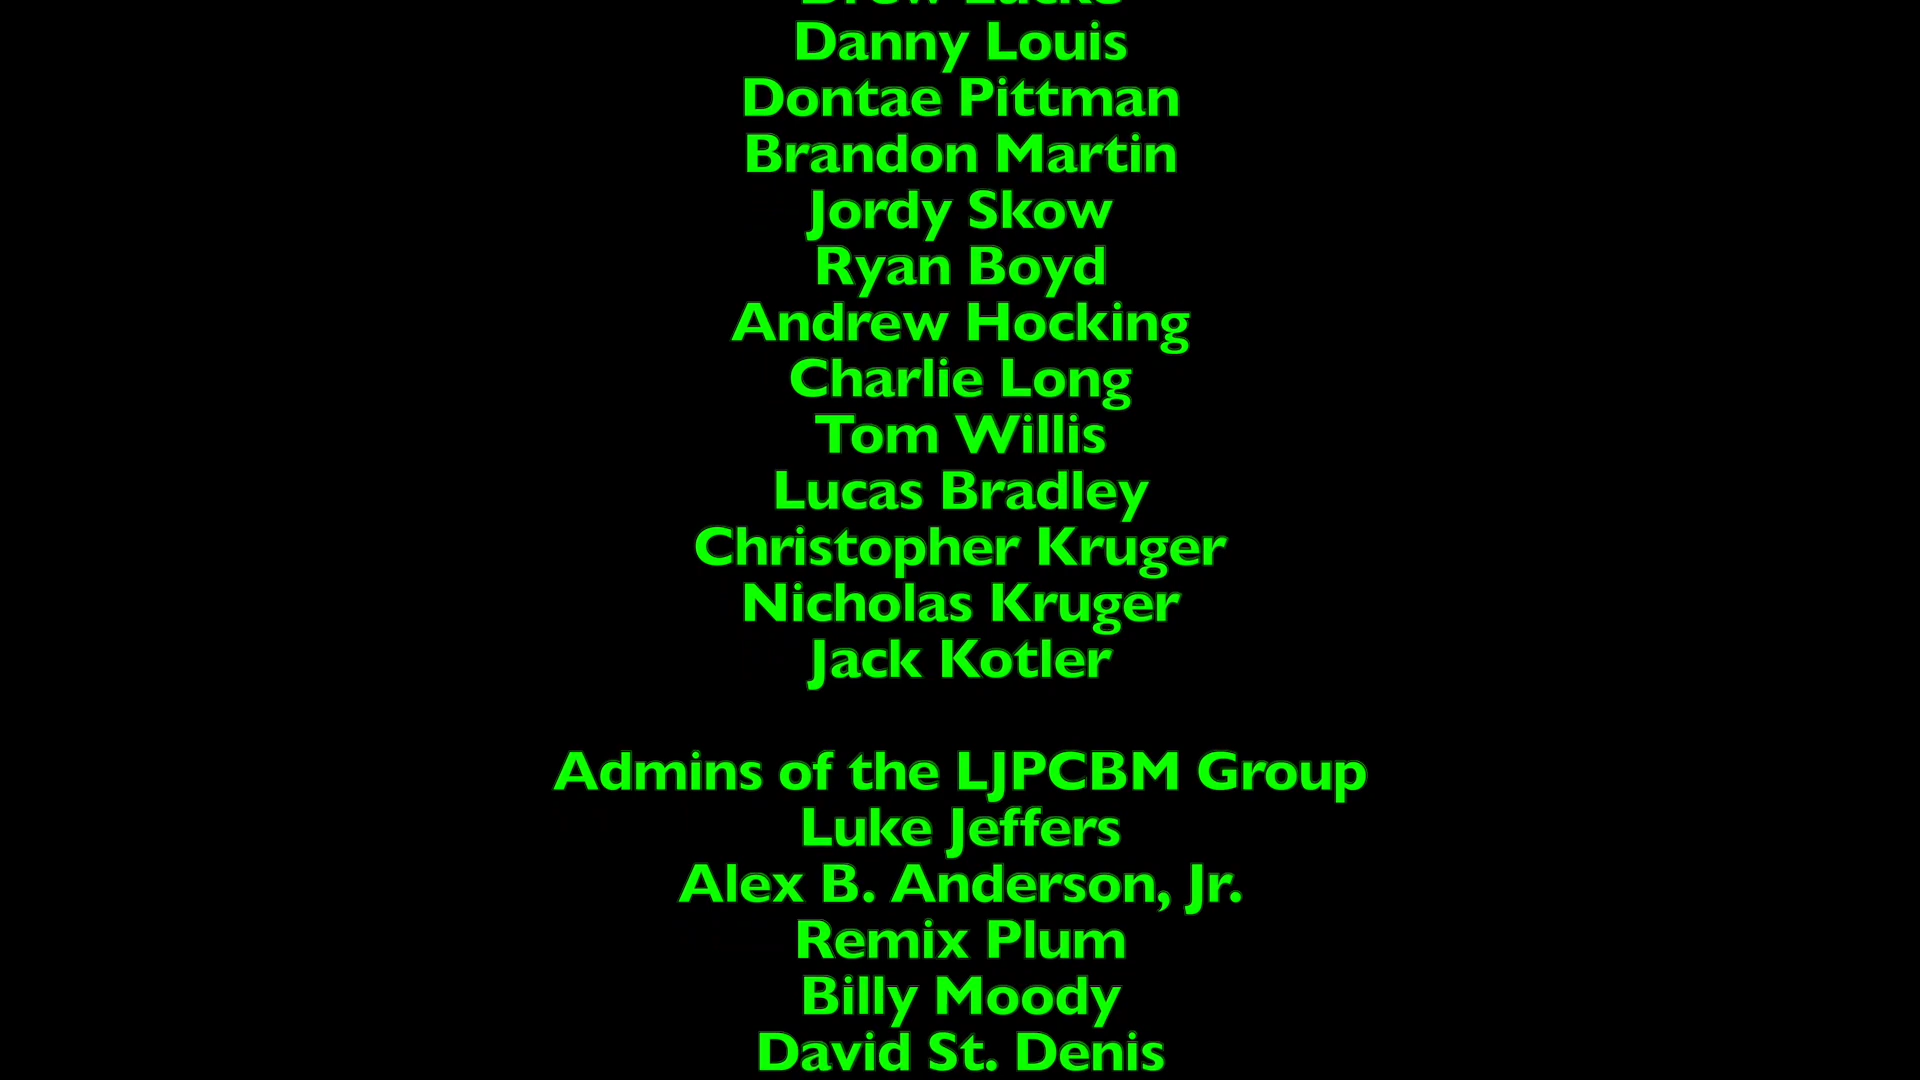 Danny Louis
Dontae Pittman
Brandon Martin
Jordy Skow
Ryan Boyd
Andrew Hocking
Charlie Long
Tom Willis
Lucas Bradley
Christopher Kruger
Nicholas Kruger
Jack Kotler
Admins of the LJPCBM Group
Luke Jeffers
Alex B. Anderson, Jr.
Remix Plum
Billy Moody
David St. Denis